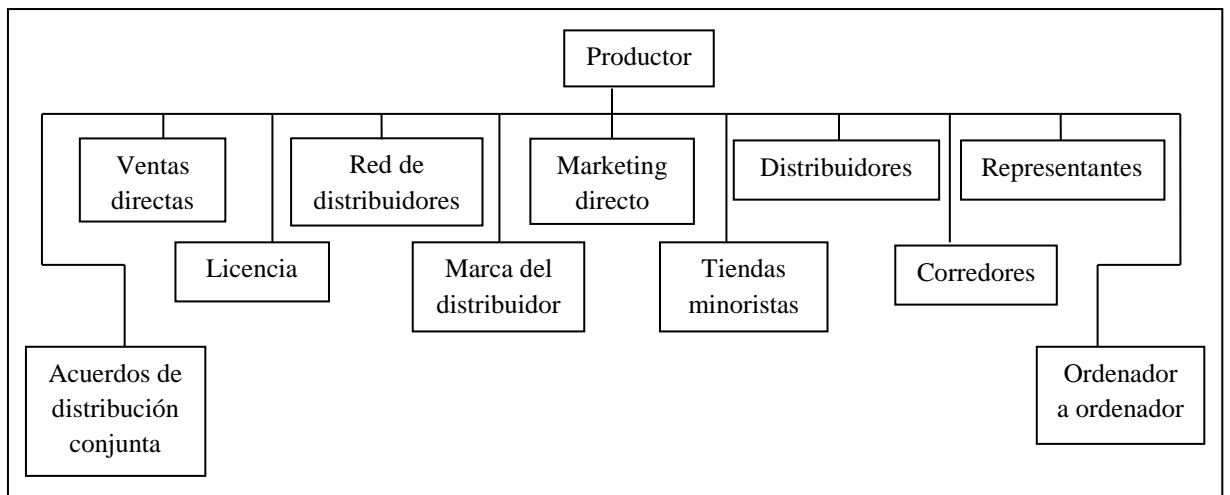 Productor
Ventas
directas
Red de
distribuidores
Marketing
directo
Distribuidores
Representantes
Licencia
Marca del
distribuidor
Tiendas
minoristas
Corredores
Acuerdos de
distribución
conjunta
Ordenador
a ordenador